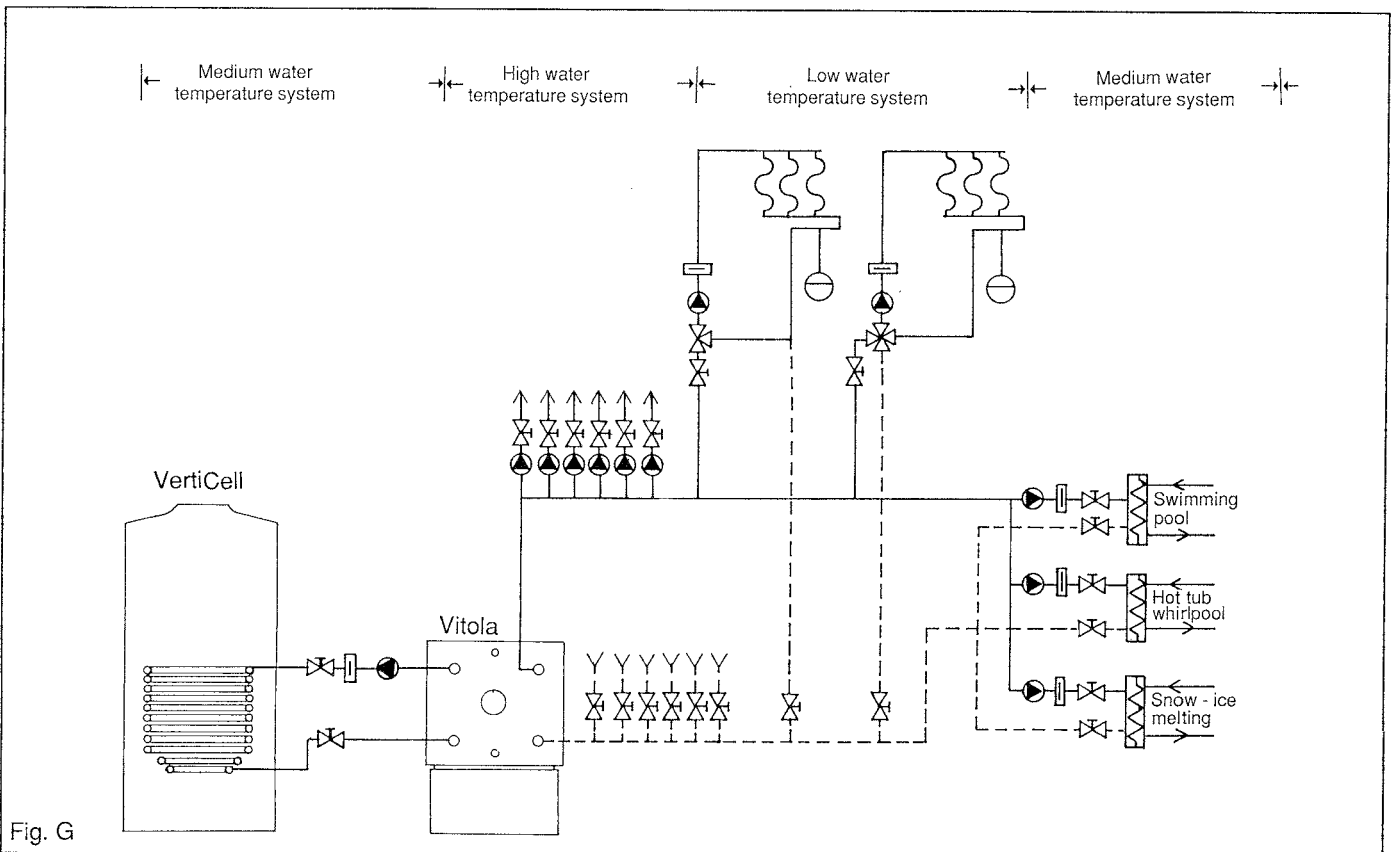 Medium water
temperature system
High water
temperature system
Low water
temperature system
Medium water
temperature system
VertiCell
Vitola
Swimming
pool
Hot tub
whirlpool
Snow - ice
melting
Fig. G